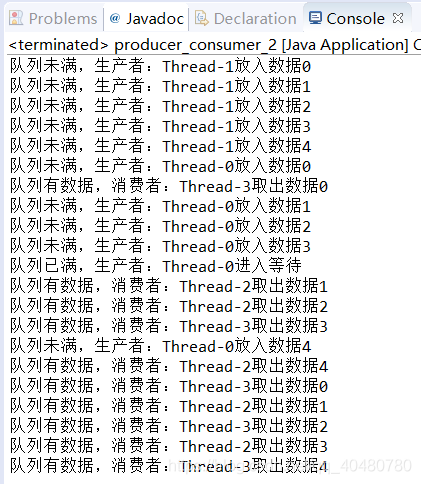 Problems @ Javadoc Declaration Console
<terminated> producer_consumer_2 [Java Application] C
队列未满，生产者：Thread-1放入数据0
队列未满，生产者：Thread-1放入数据1
队列未满，生产者：Thread-1放入数据2
队列未满，生产者：Thread-1放入数据3
队列未满，生产者：Thread-1放入数据4
队列未满，生产者：Thread-0放入数据0
队列有数据，消费者：Thread-3取出数据0
队列未满，生产者：Thread-0放入数据1
队列未满，生产者：Thread-0放入数据2
队列未满，生产者：Thread-0放入数据3
队列已满，生产者：Thread-0进入等待
队列有数据，消费者：Thread-2取出数据1
队列有数据，消费者：Thread-2取出数据2
队列有数据，消费者：Thread-3取出数据3
队列未满，生产者：Thread-0放入数据4
队列有数据，消费者：Thread-2取出数据4
队列有数据，消费者：Thread-3取出数据0
队列有数据，消费者：Thread-2取出数据1
队列有数据，消费者：Thread-3取出数据2
队列有数据，消费者：Thread-2取出数据3
队列有数据，消费者：Thread-3取出数据4